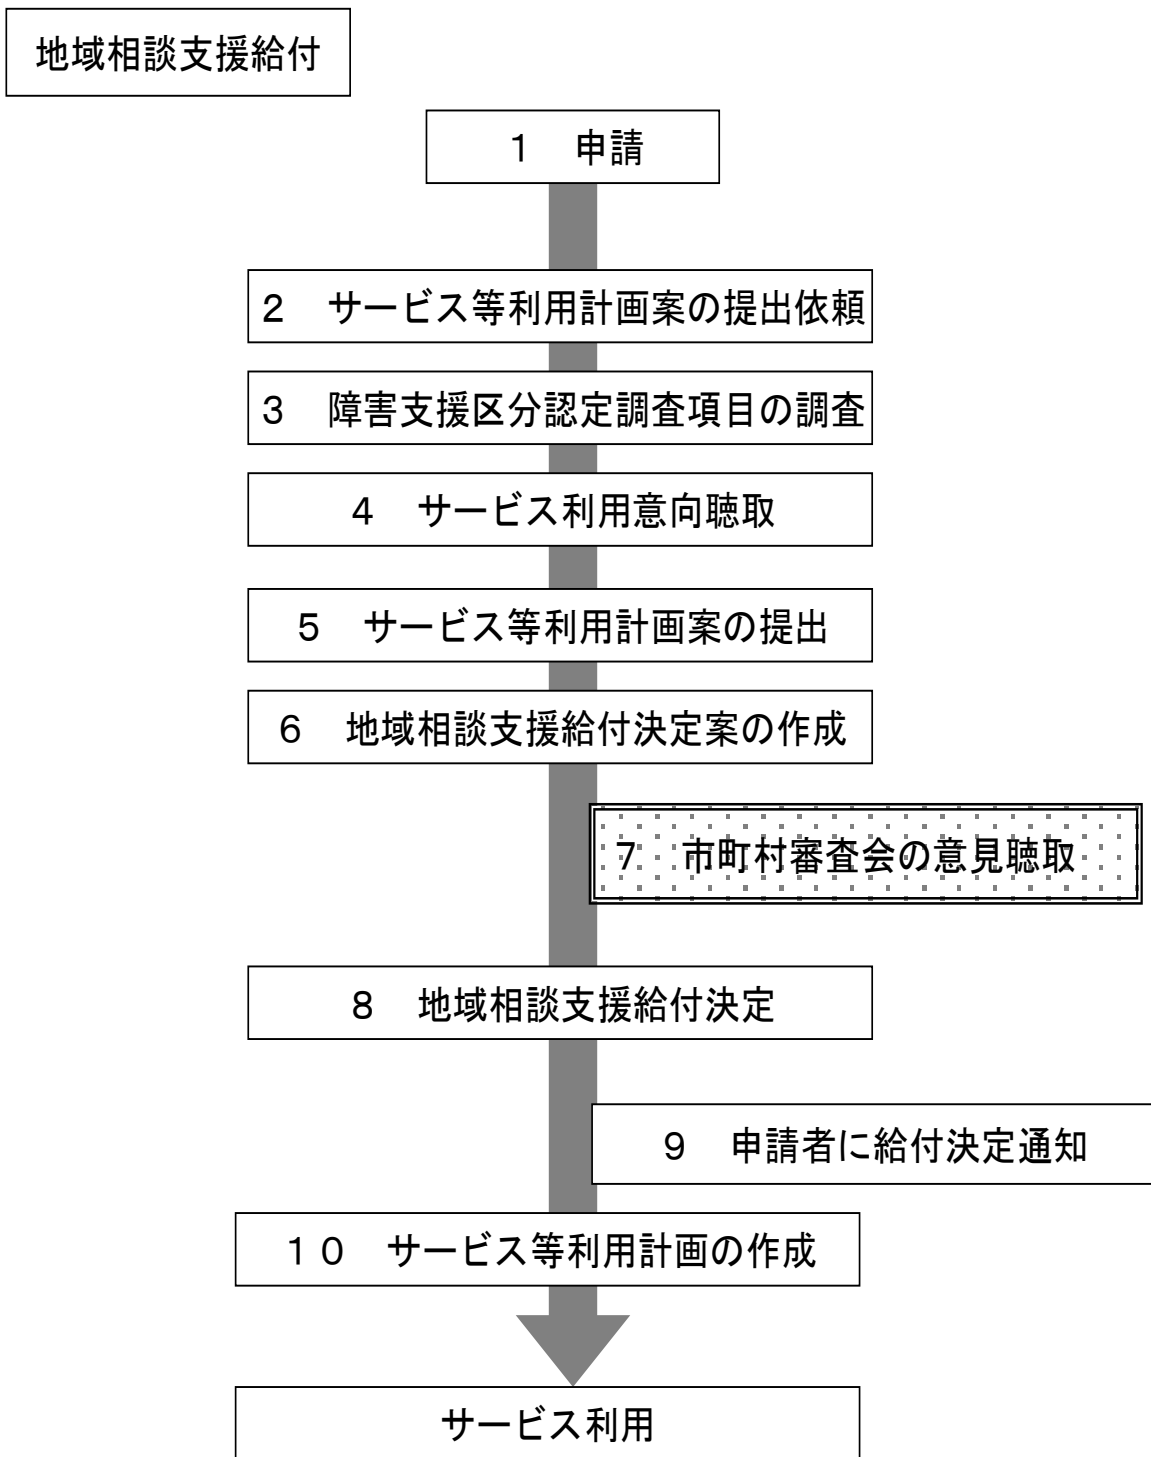 地域相談支援給付
１　申請
２　サービス等利用計画案の提出依頼
３　障害支援区分認定調査項目の調査
４　サービス利用意向聴取
５　サービス等利用計画案の提出
６　地域相談支援給付決定案の作成
７　市町村審査会の意見聴取
８　地域相談支援給付決定
９　申請者に給付決定通知
１０　サービス等利用計画の作成
サービス利用